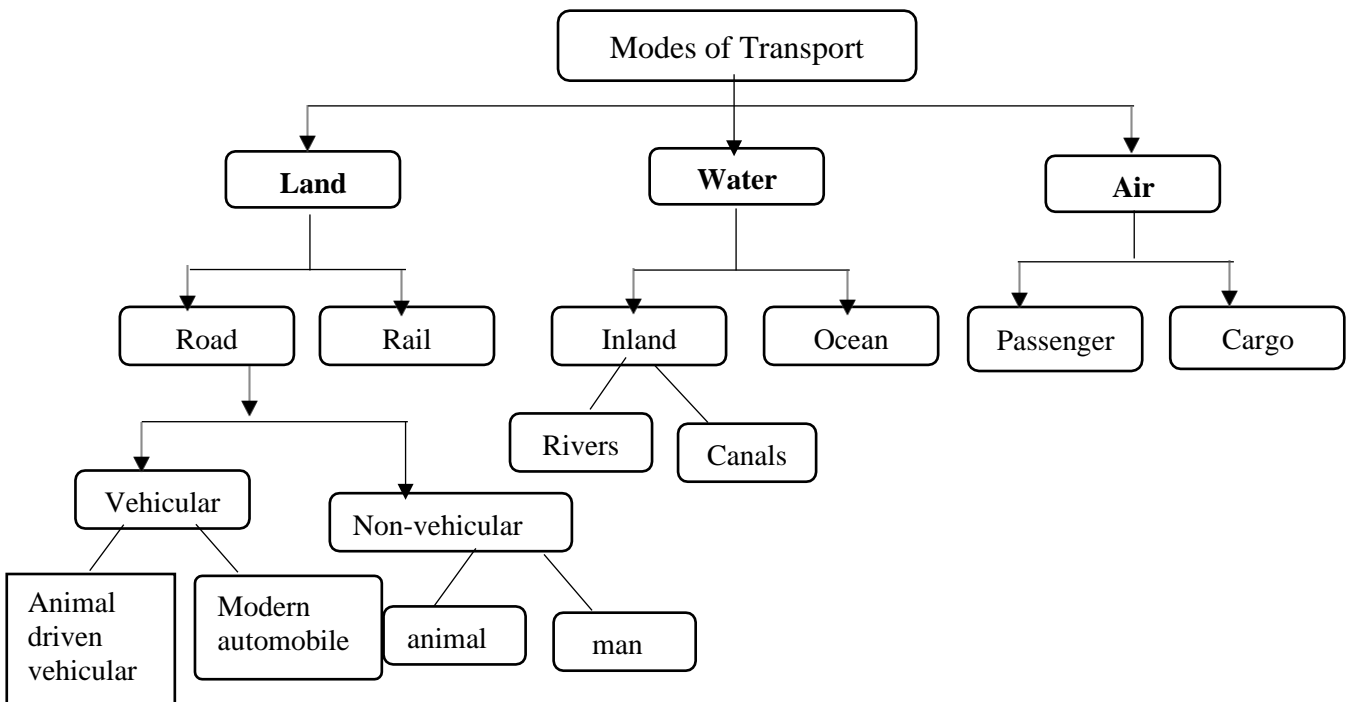 Modes of Transport
Land
Water
Air
Road
Rail
Inland
Ocean
Passenger
Cargo
Rivers
Canals
Vehicular
Non-vehicular
Animal
driven
vehicular
Modern
automobile
animal
man